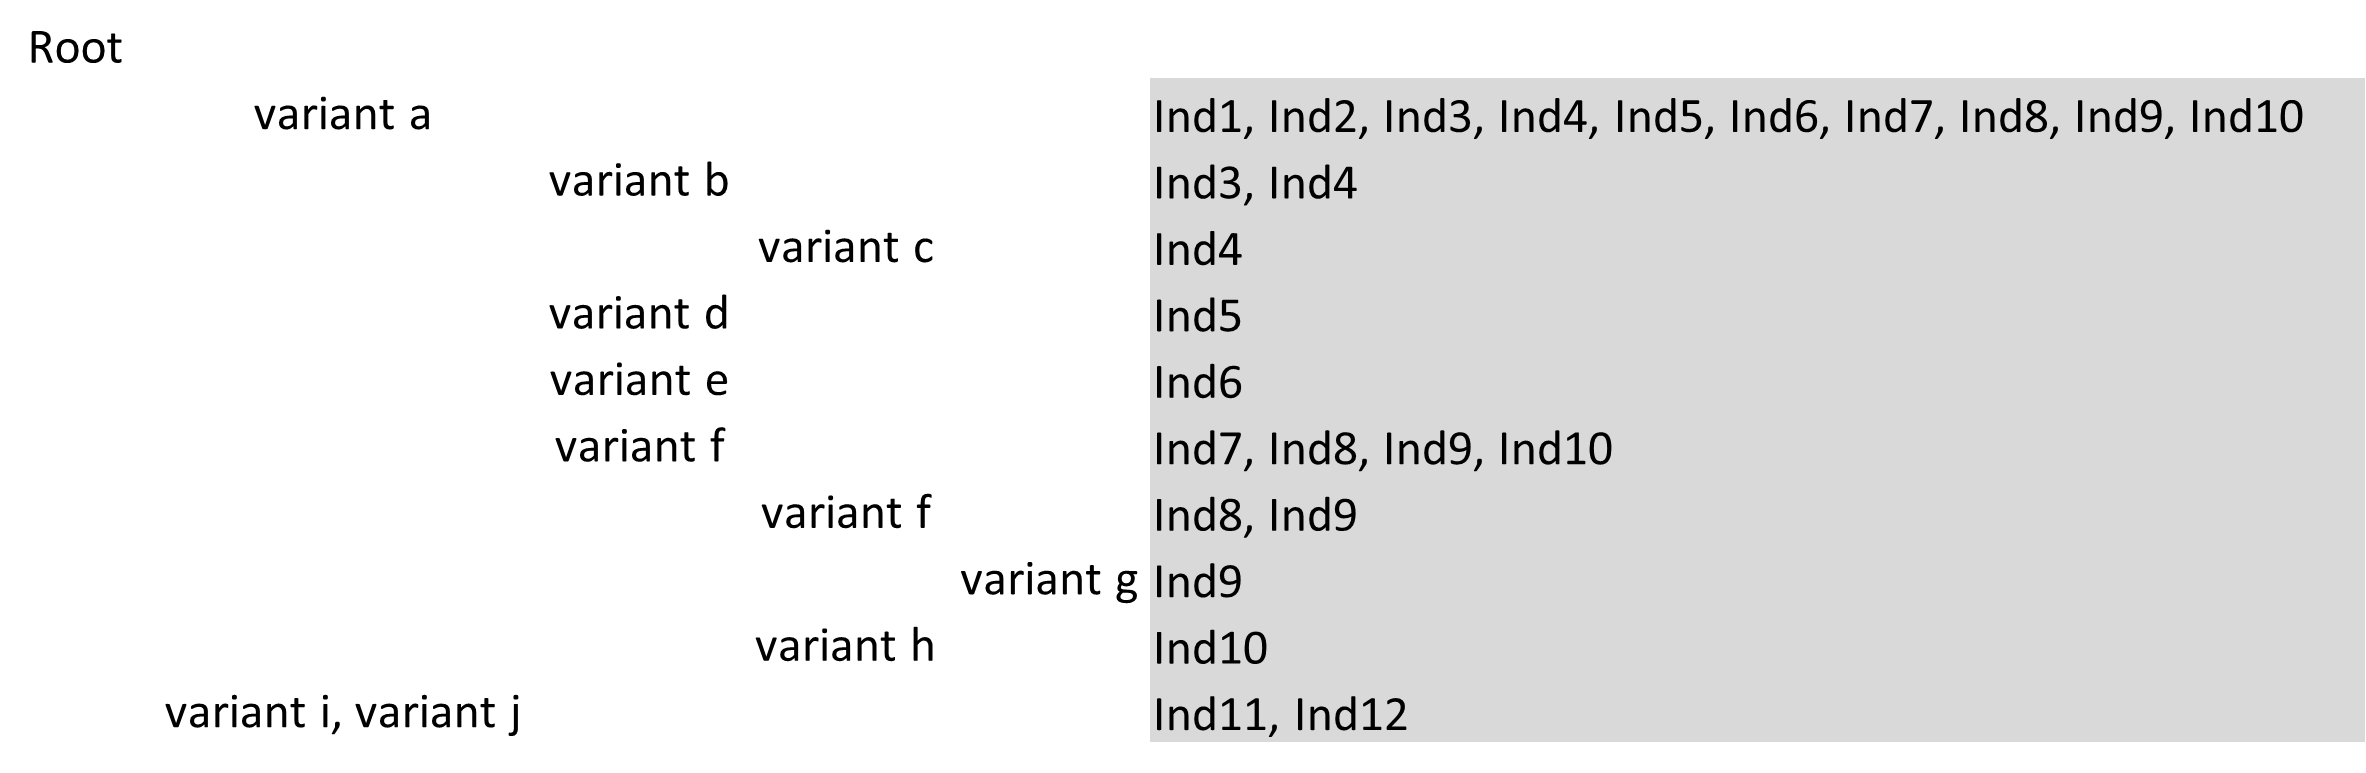 Root
variant a Ind1, Ind2, Ind3, Ind4, Ind5, Ind6, Ind7, Ind8, Ind9, Ind10
variant b Ind3, Ind4
variant c Ind4
variant d Ind5
variant e Ind6
variant f Ind7, Ind8, Ind9, Ind10
variant f Ind8, Ind9
variant g Ind9
variant h Ind10
variant i, variant j Ind11, Ind12